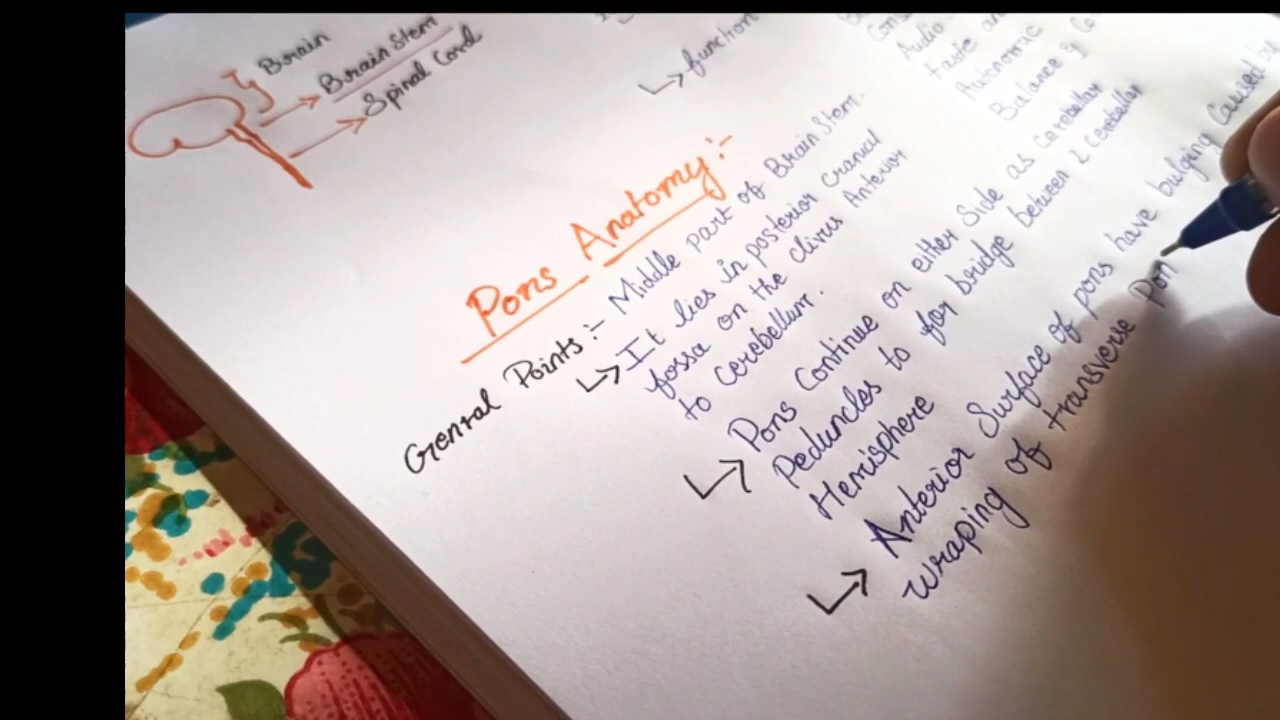 Brain
Brain Stem
Spinal Cord
function
Audio
taste an
Autonomic
Balance &
Pons Anatomy:-
Genral Points:- Middle part of Brain Stem.
It lies in posterior cranial
fossa on the clivus Anterior
to cerebellum.
Pons Continue on either Side as cerebellar
Peduncles to for bridge between 2 cerebellar
Hemisphere
Anterior Surface of pons have bulging caused by
wraping of transverse Pon